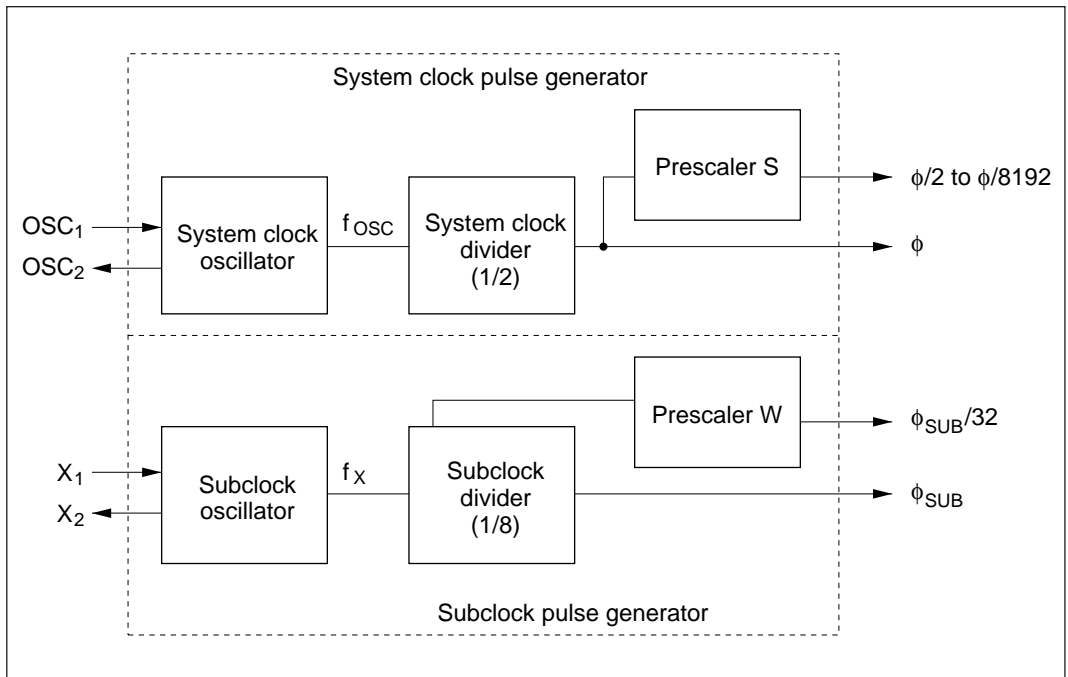 System clock pulse generator
Prescaler S
ϕ/2 to ϕ/8192
OSC1
OSC2
System clock
oscillator
fOSC
System clock
divider
(1/2)
ϕ
Prescaler W
ϕSUB/32
X1
X2
Subclock
oscillator
fX
Subclock
divider
(1/8)
ϕSUB
Subclock pulse generator